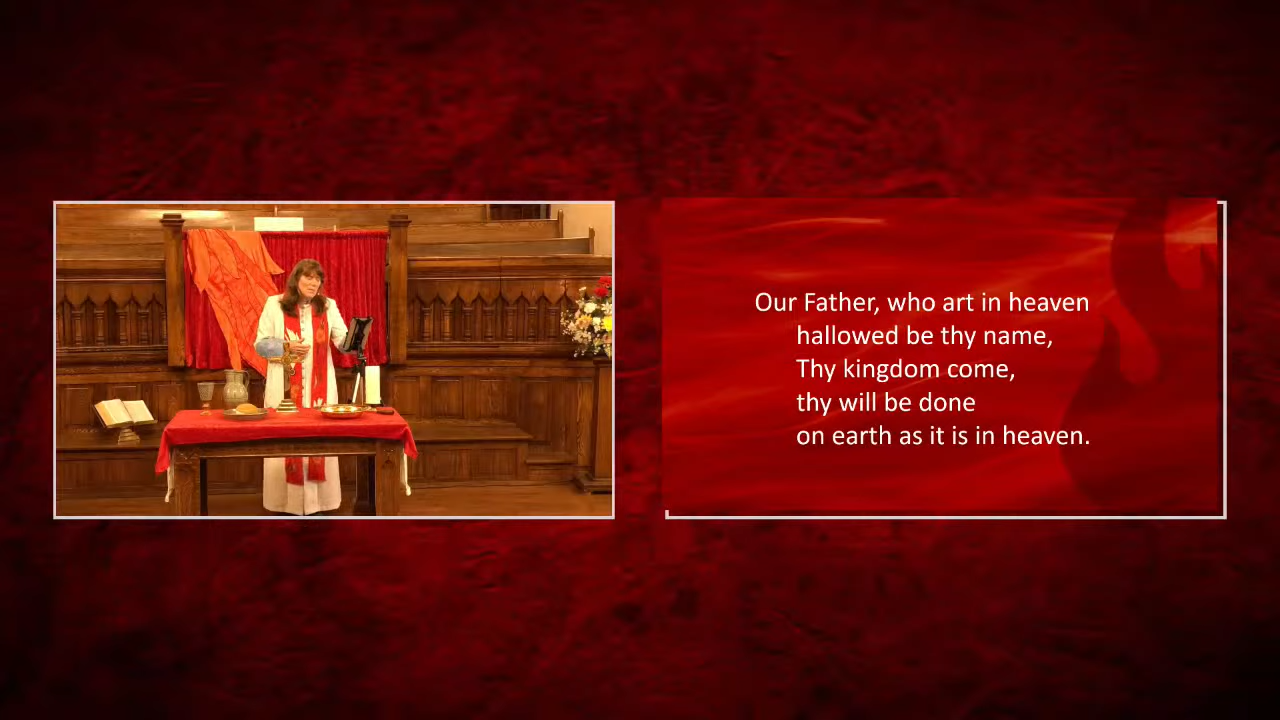 Our Father, who art in heaven
hallowed be thy name,
Thy kingdom come,
thy will be done
on earth as it is in heaven.